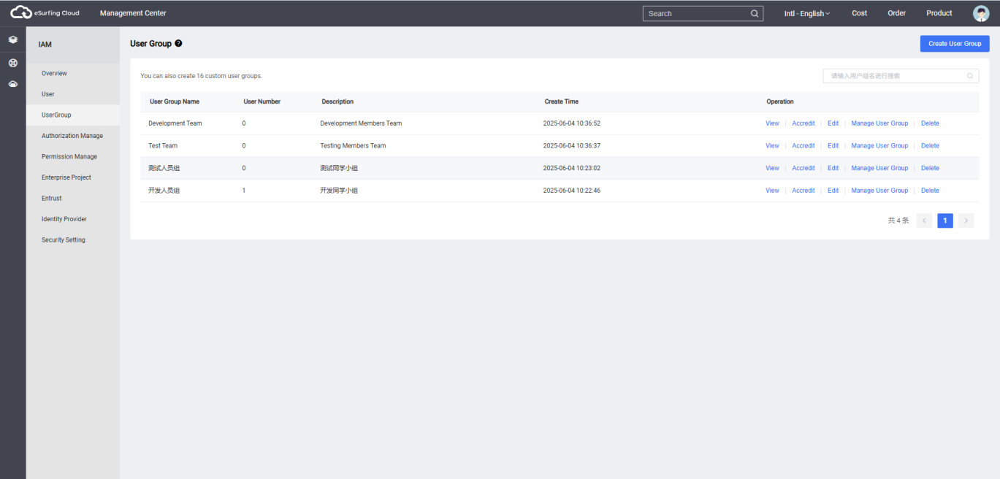 eSurfing Cloud Management Center Search Intl - English Cost Order Product
IAM
Overview
User
UserGroup
Authorization Manage
Permission Manage
Enterprise Project
Entrust
Identity Provider
Security Setting
User Group ? Create User Group
You can also create 16 custom user groups. 请输入用户组名进行搜索
User Group Name User Number Description Create Time Operation
Development Team 0 Development Members Team 2025-06-04 10:36:52 View Accredit Edit Manage User Group Delete
Test Team 0 Testing Members Team 2025-06-04 10:36:37 View Accredit Edit Manage User Group Delete
测试人员组 0 测试同学小组 2025-06-04 10:23:02 View Accredit Edit Manage User Group Delete
开发人员组 1 开发同学小组 2025-06-04 10:22:46 View Accredit Edit Manage User Group Delete
共 4 条 < 1 >